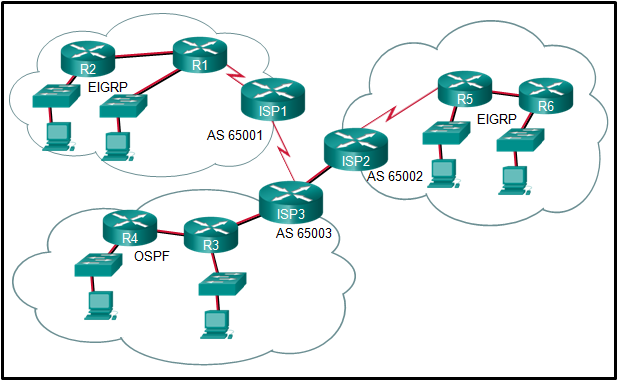 R2
R1
EIGRP
ISP1
AS 65001
R5
R6
EIGRP
ISP2
AS 65002
ISP3
AS 65003
R4
R3
OSPF